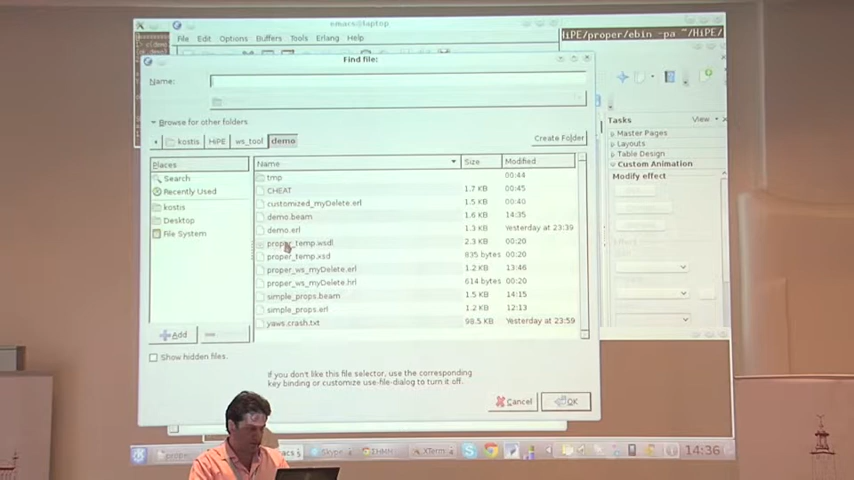 emacs@laptop
File Edit Options Buffers Tools Erlang Help
HiPE/proper/ebin -pa ~/HiPE/
Find file:
Name:
Browse for other folders
kostis HiPE ws_tool demo
Create Folder
Places
Search
Recently Used
kostis
Desktop
File System
Name Size Modified
tmp 00:44
CHEAT 1.7 KB 00:45
customized_myDelete.erl 1.5 KB 00:40
demo.beam 1.6 KB 14:35
demo.erl 1.3 KB Yesterday at 23:39
proper_temp.wsdl 2.3 KB 00:20
proper_temp.xsd 835 bytes 00:20
proper_ws_myDelete.erl 1.2 KB 13:46
proper_ws_myDelete.hrl 614 bytes 00:20
simple_props.beam 1.5 KB 14:15
simple_props.erl 1.2 KB 12:13
yaws.crash.txt 98.5 KB Yesterday at 23:59
Add
Show hidden files.
If you don't like this file selector, use the corresponding
key binding or customize use-file-dialog to turn it off.
Cancel OK
Tasks View
Master Pages
Layouts
Table Design
Custom Animation
Modify effect
Skype
XTerm
14:36